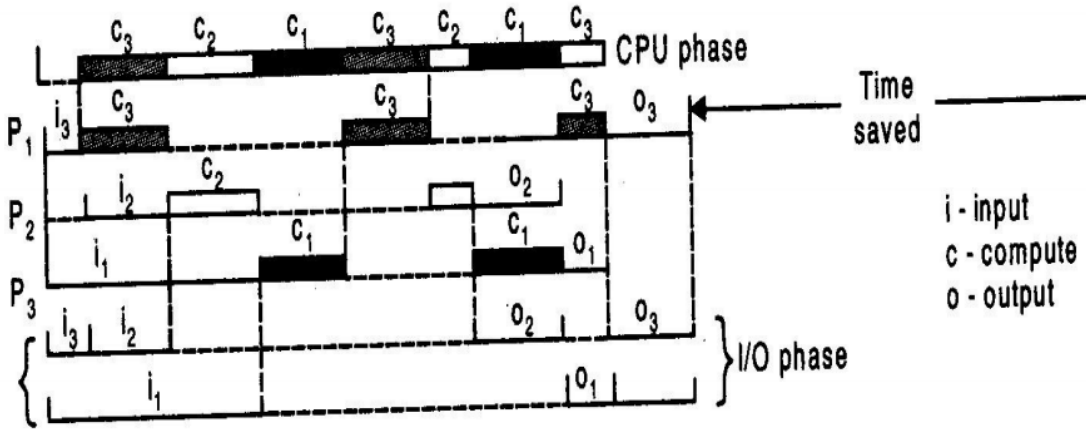 c3 c2 c1 c3 c2 c1 c3
CPU phase
P1 i3 c3 c3 c3 o3
Time
saved
P2 i2 c2 o2
P3 i1 c1 c1 o1
i - input
c - compute
o - output
i3 i2 o2 o3
I/O phase
i1 o1